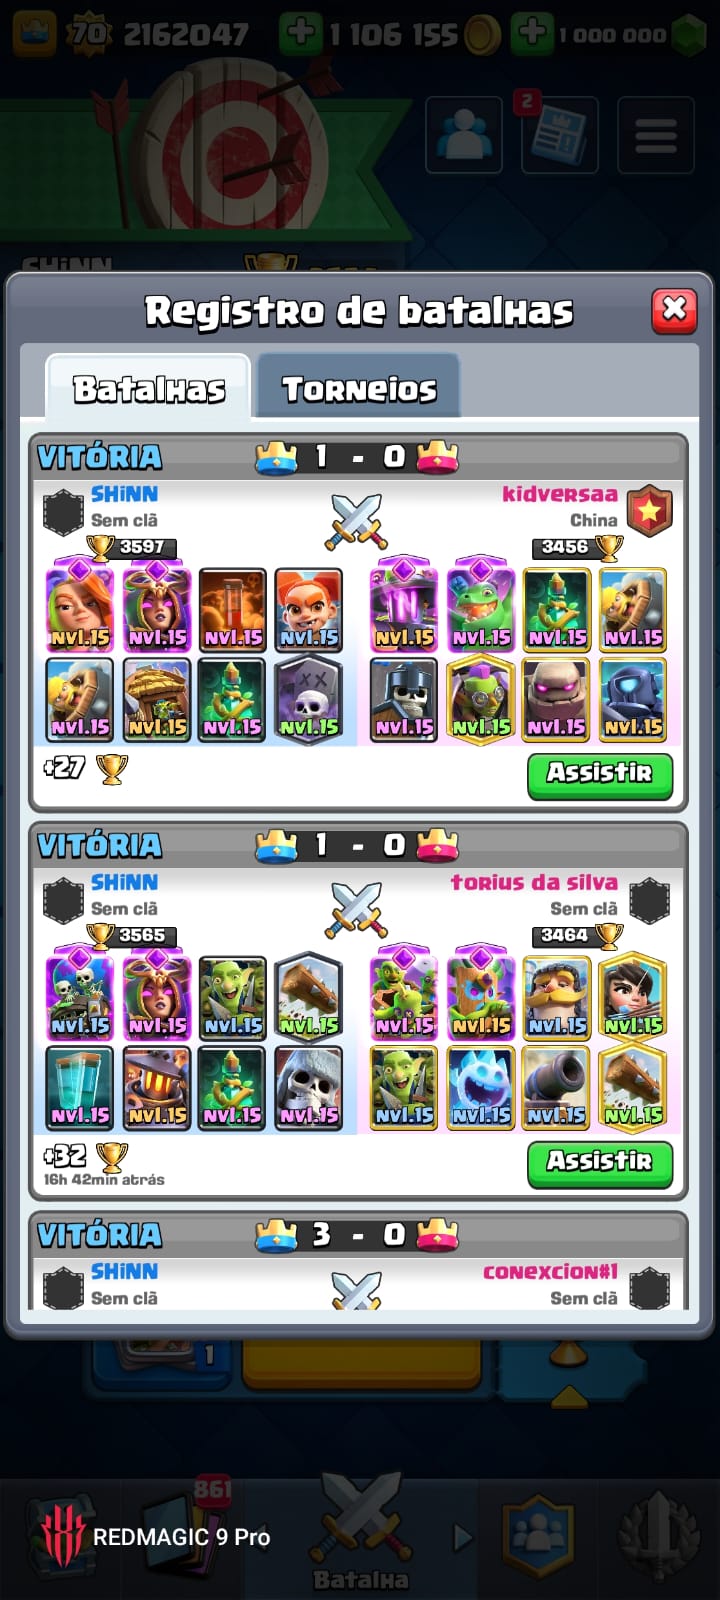 70 2162047 1 106 155 1 000 000
2
SHiNN
Registro de batalhas
Batalhas Torneios
VITÓRIA 1 - 0
SHiNN kidversaa
Sem clã China
3597 3456
Nvl.15 Nvl.15 Nvl.15 Nvl.15 Nvl.15 Nvl.15 Nvl.15 Nvl.15
Nvl.15 Nvl.15 Nvl.15 Nvl.15 Nvl.15 Nvl.15 Nvl.15 Nvl.15
+27 Assistir
VITÓRIA 1 - 0
SHiNN torius da silva
Sem clã Sem clã
3565 3464
Nvl.15 Nvl.15 Nvl.15 Nvl.15 Nvl.15 Nvl.15 Nvl.15 Nvl.15
Nvl.15 Nvl.15 Nvl.15 Nvl.15 Nvl.15 Nvl.15 Nvl.15 Nvl.15
+32 Assistir
16h 42min atrás
VITÓRIA 3 - 0
SHiNN conexcion#1
Sem clã Sem clã
1
861
REDMAGIC 9 Pro
Batalha